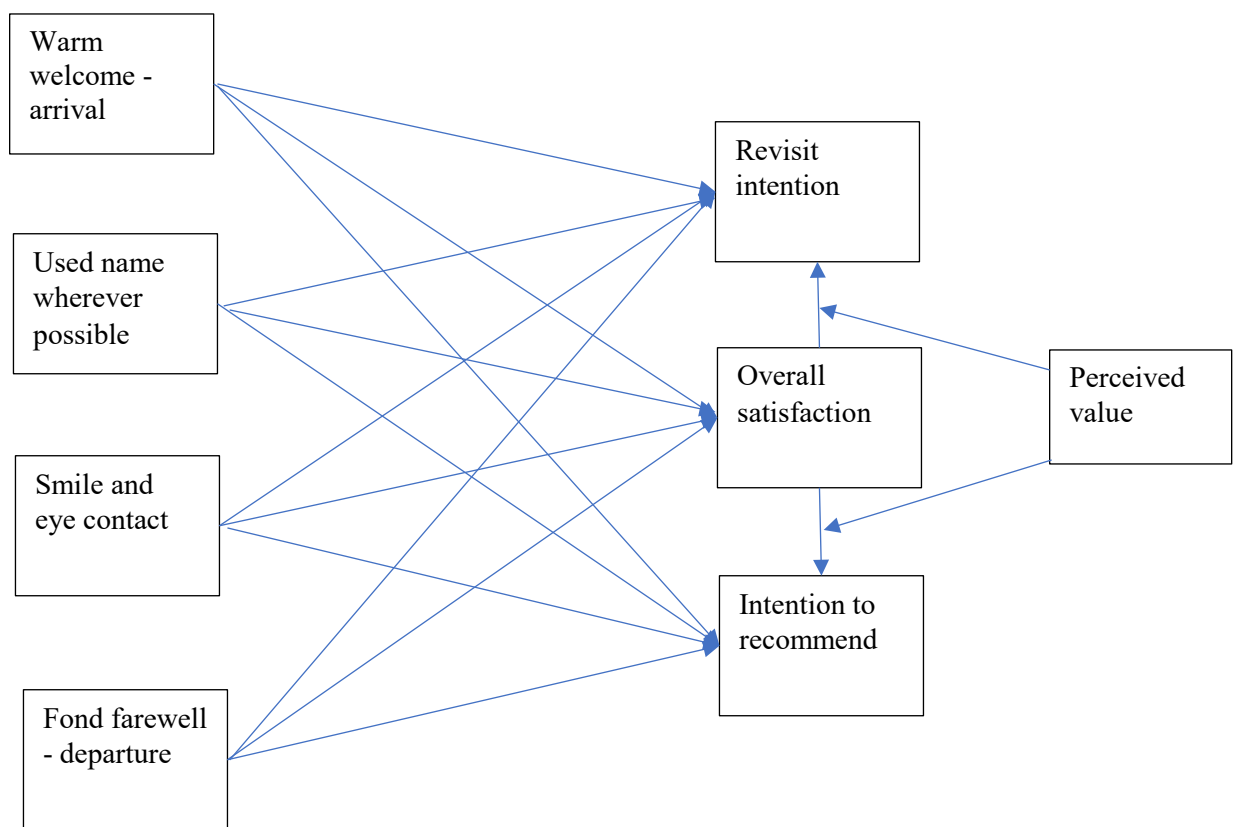 Warm
welcome -
arrival
Used name
wherever
possible
Smile and
eye contact
Fond farewell
- departure
Revisit
intention
Overall
satisfaction
Intention to
recommend
Perceived
value